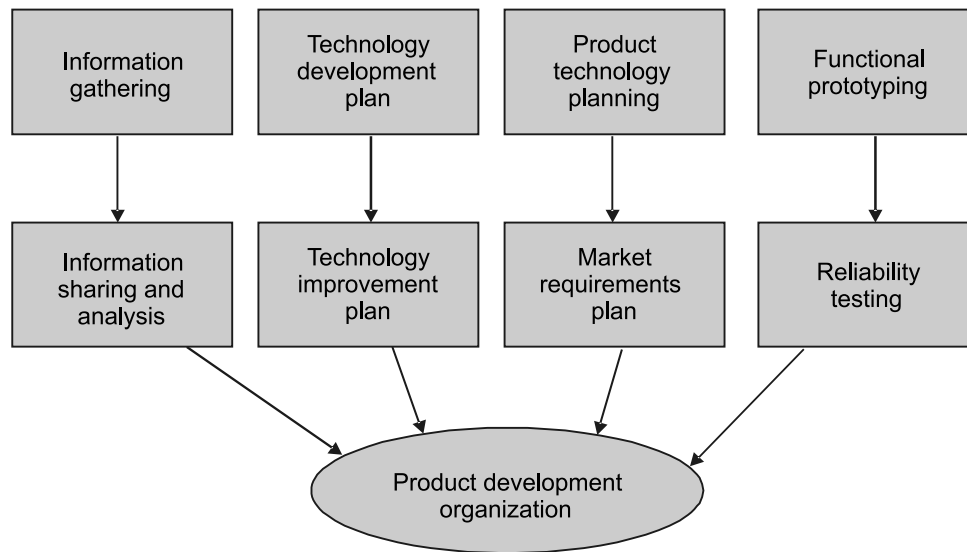 Information
gathering
Technology
development
plan
Product
technology
planning
Functional
prototyping
Information
sharing and
analysis
Technology
improvement
plan
Market
requirements
plan
Reliability
testing
Product development
organization